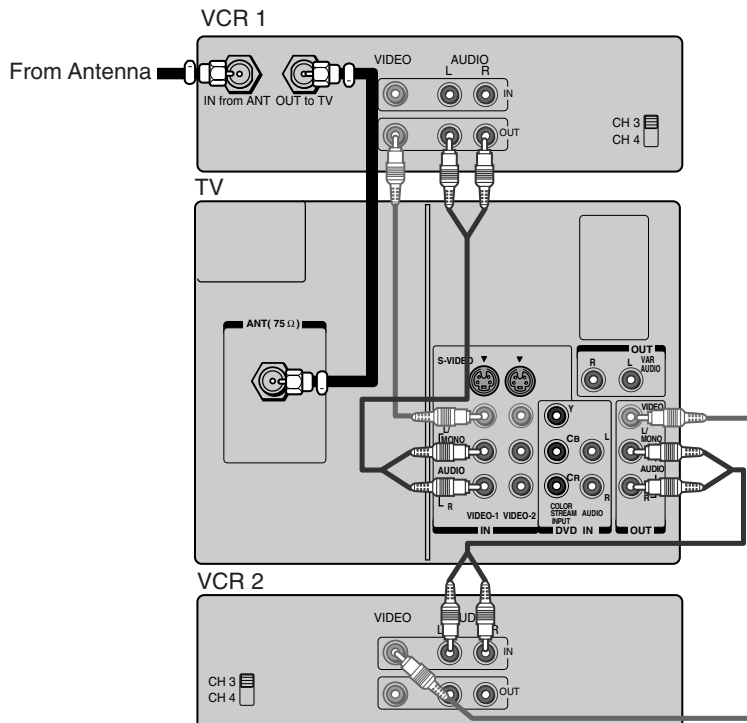 VCR 1
From Antenna
IN from ANT OUT to TV
VIDEO
AUDIO
L R
IN
OUT
CH 3
CH 4
TV
ANT( 75 Ω )
S-VIDEO
L/
MONO
AUDIO
R
VIDEO-1 VIDEO-2
IN
Y
CB
CR
COLOR
STREAM
INPUT
L
R
AUDIO
DVD IN
OUT
R L
VAR
AUDIO
VIDEO
L/
MONO
AUDIO
R
OUT
VCR 2
VIDEO
L R
IN
OUT
CH 3
CH 4